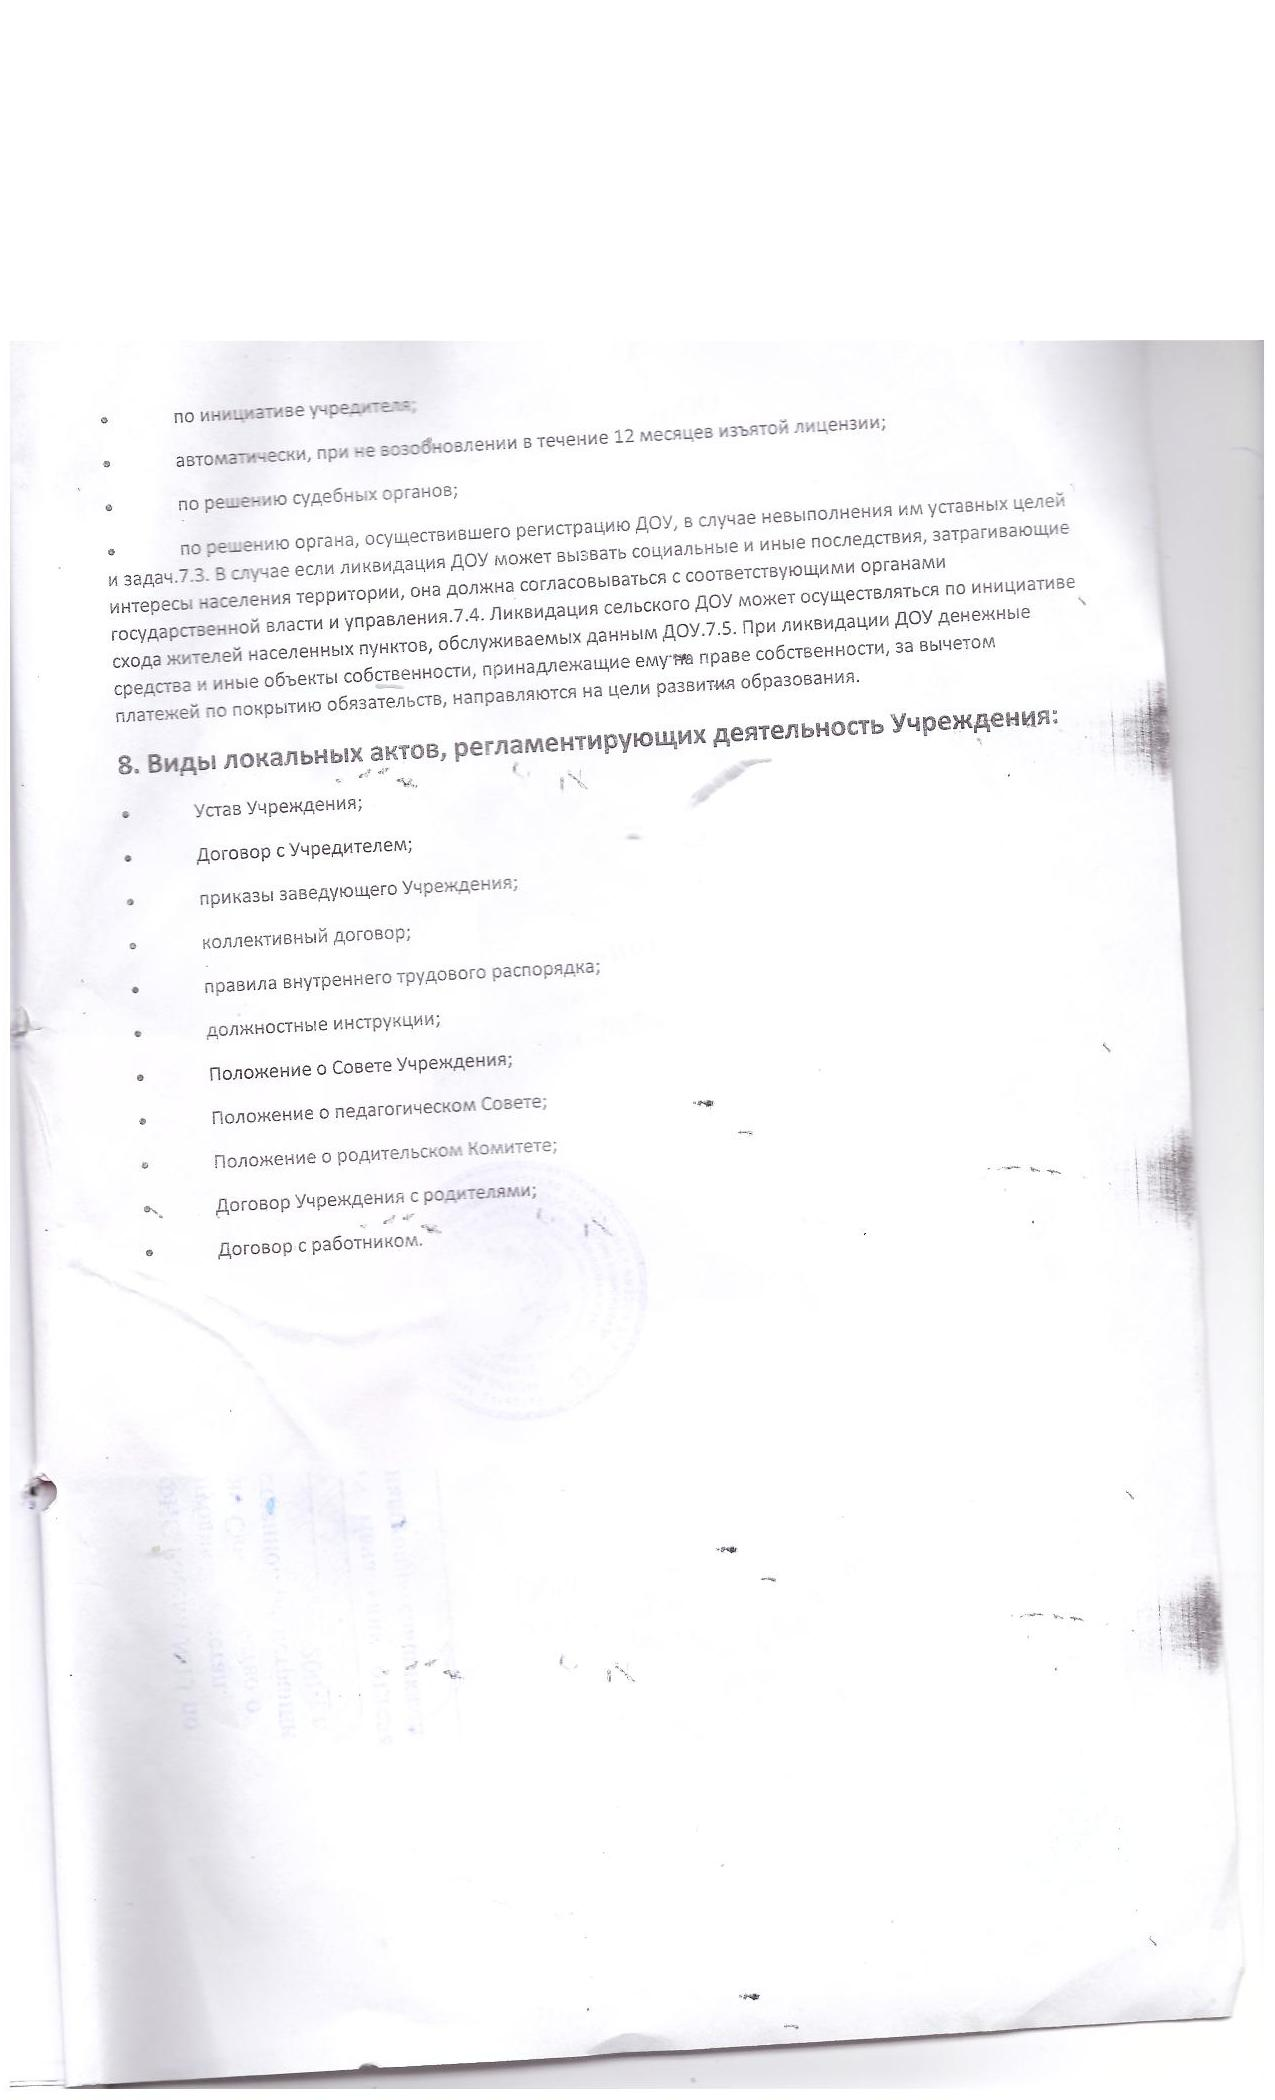 • по инициативе учредителя;
• автоматически, при не возобновлении в течение 12 месяцев изъятой лицензии;
• по решению судебных органов;
• по решению органа, осуществившего регистрацию ДОУ, в случае невыполнения им уставных целей
и задач.7.3. В случае если ликвидация ДОУ может вызвать социальные и иные последствия, затрагивающие
интересы населения территории, она должна согласовываться с соответствующими органами
государственной власти и управления.7.4. Ликвидация сельского ДОУ может осуществляться по инициативе
схода жителей населенных пунктов, обслуживаемых данным ДОУ.7.5. При ликвидации ДОУ денежные
средства и иные объекты собственности, принадлежащие ему на праве собственности, за вычетом
платежей по покрытию обязательств, направляются на цели развития образования.
8. Виды локальных актов, регламентирующих деятельность Учреждения:
• Устав Учреждения;
• Договор с Учредителем;
• приказы заведующего Учреждения;
• коллективный договор;
• правила внутреннего трудового распорядка;
• должностные инструкции;
• Положение о Совете Учреждения;
• Положение о педагогическом Совете;
• Положение о родительском Комитете;
• Договор Учреждения с родителями;
• Договор с работником.